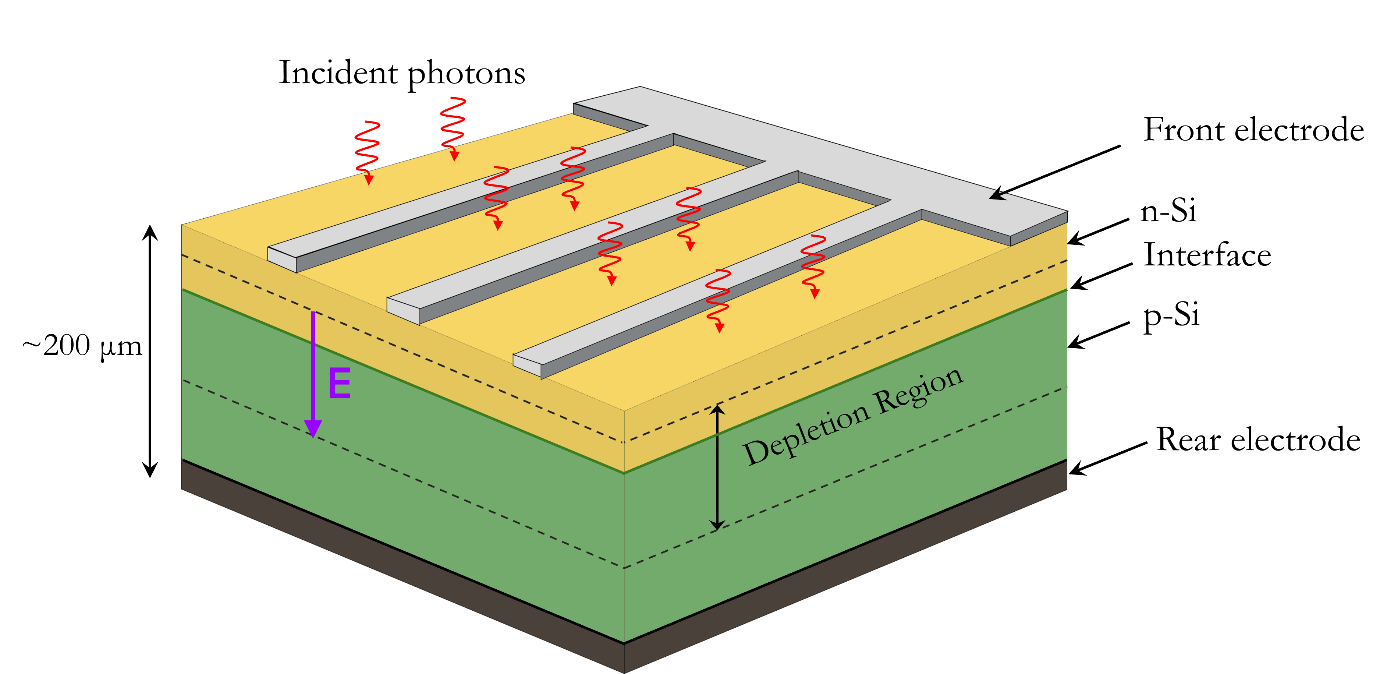 Incident photons
Front electrode
n-Si
Interface
p-Si
~200 μm
E
Depletion Region
Rear electrode